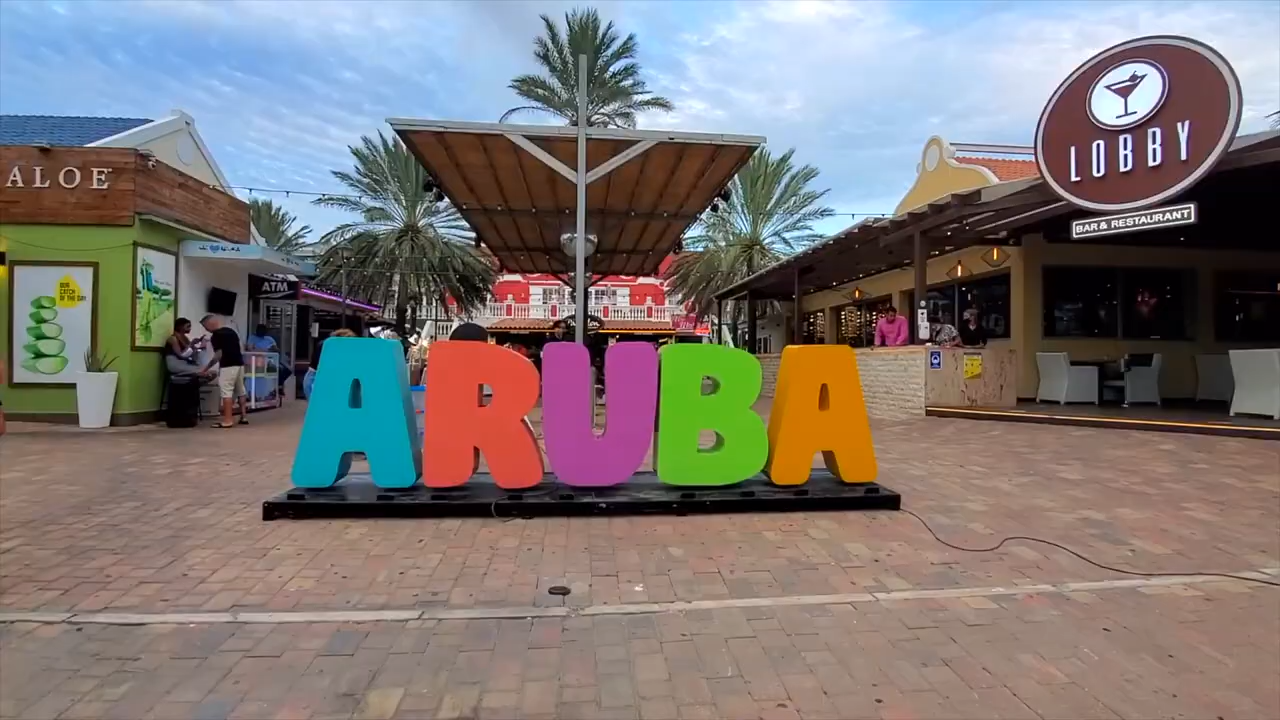 ALOE
OUR
CATCH
OF THE DAY
ATM
LOBBY
BAR & RESTAURANT
ARUBA